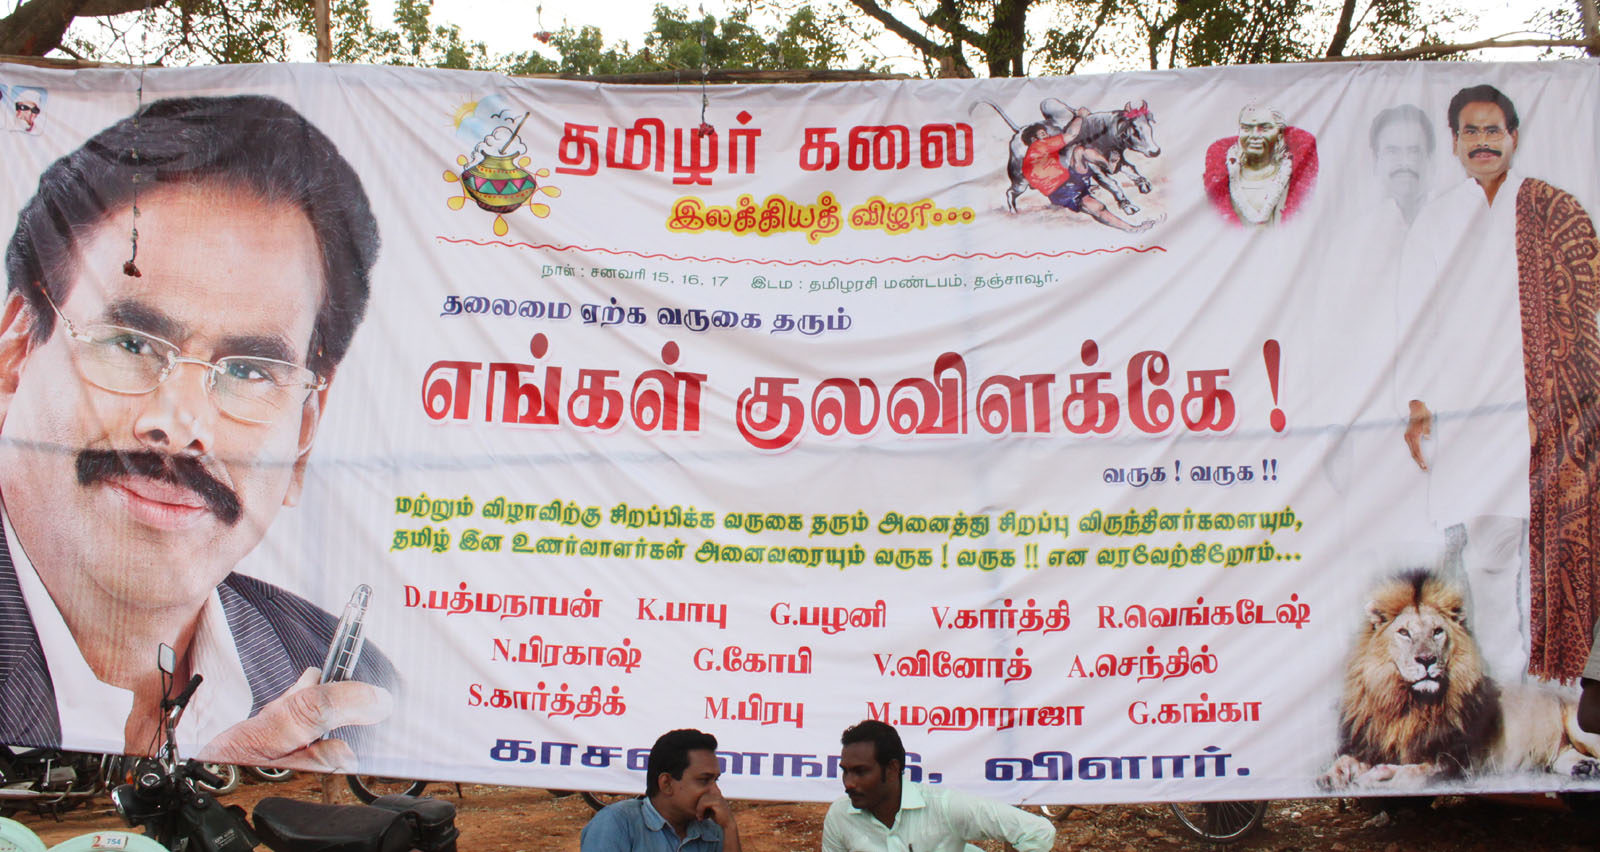 தமிழர் கலை
இலக்கியத் விழா...
நாள் : சனவரி 15, 16, 17 இடம : தமிழரசி மண்டபம், தஞ்சாவூர்.
தலைமை ஏற்க வருகை தரும்
எங்கள் குலவிளக்கே !
வருக ! வருக !!
மற்றும் விழாவிற்கு சிறப்பிக்க வருகை தரும் அனைத்து சிறப்பு விருந்தினர்களையும்,
தமிழ் இன உணர்வாளர்கள் அனைவரையும் வருக ! வருக !! என வரவேற்கிறோம்...
D.பத்மநாபன் K.பாபு G.பழனி V.கார்த்தி R.வெங்கடேஷ்
N.பிரகாஷ் G.கோபி V.வினோத் A.செந்தில்
S.கார்த்திக் M.பிரபு M.மஹாராஜா G.கங்கா
விளார்.
2 754